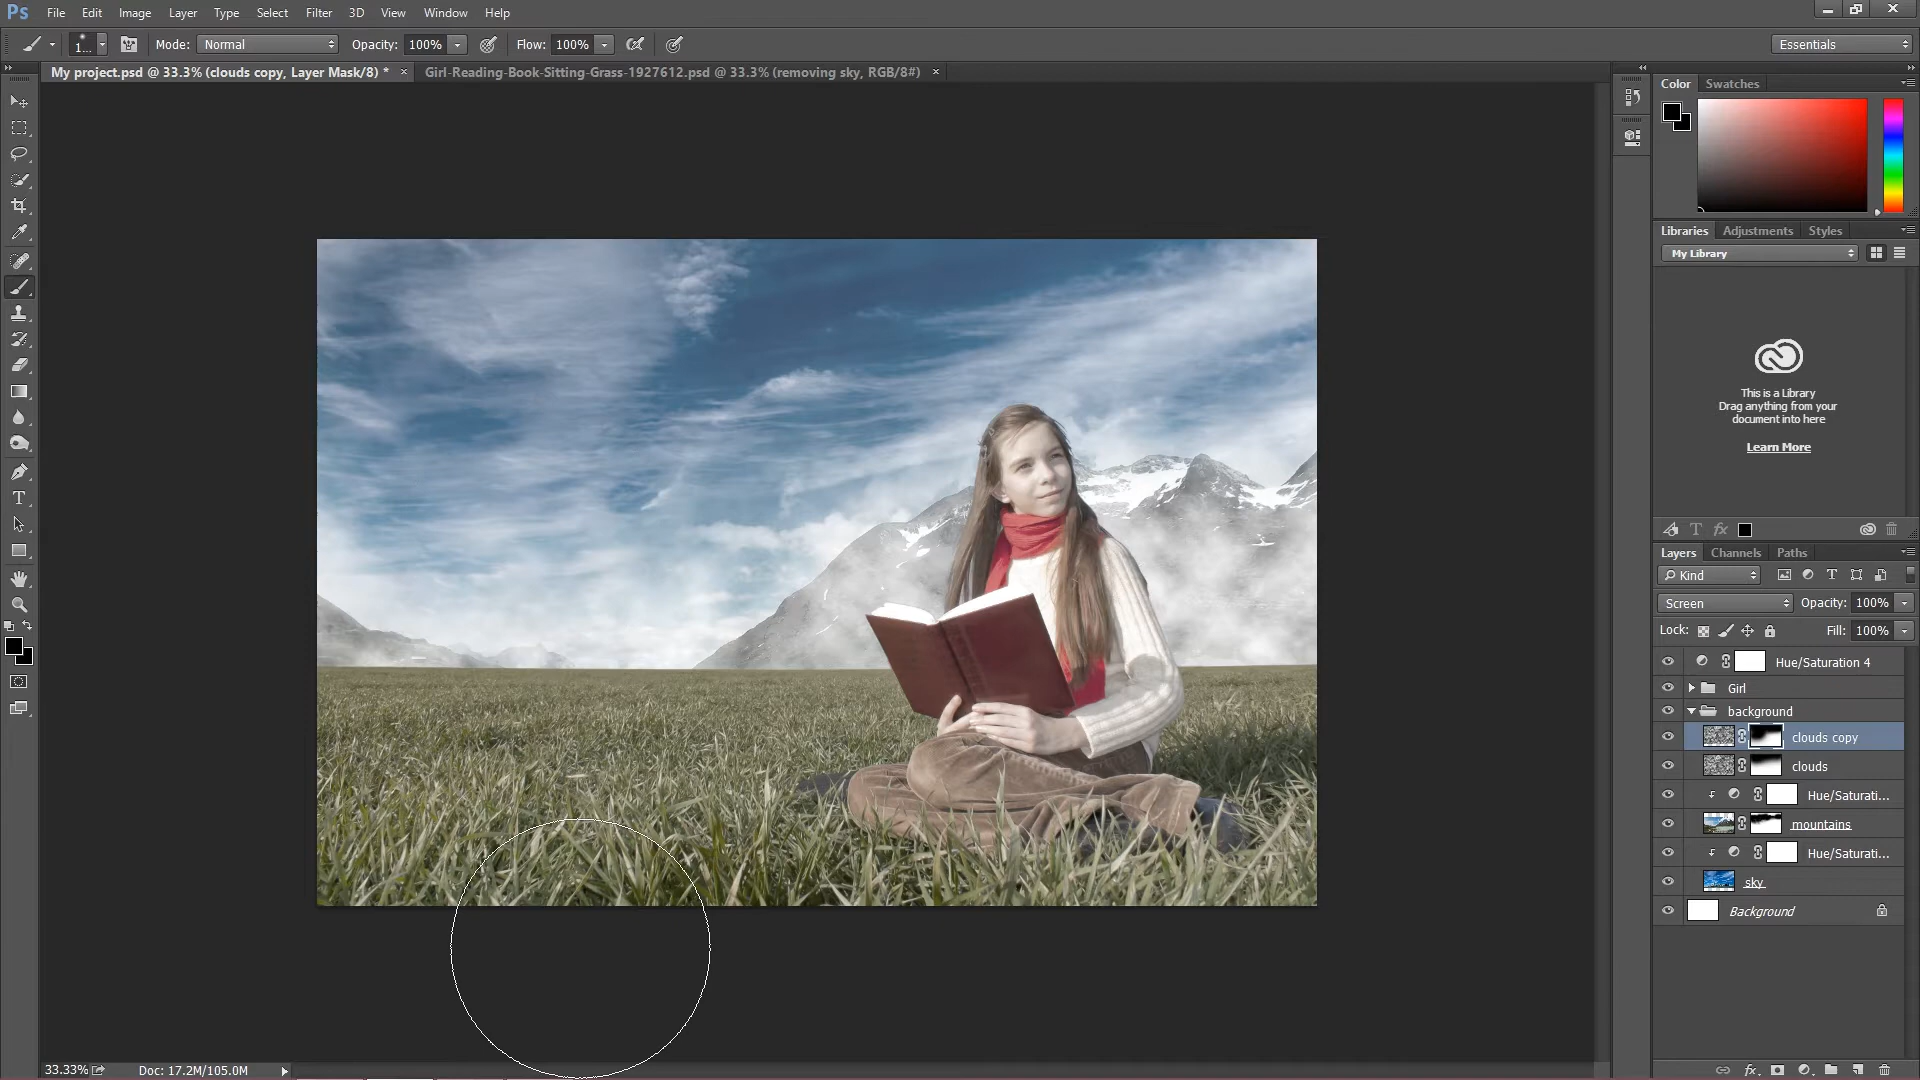 Ps File Edit Image Layer Type Select Filter 3D View Window Help
1... Mode: Normal Opacity: 100% Flow: 100% Essentials
My project.psd @ 33.3% (clouds copy, Layer Mask/8) * × Girl-Reading-Book-Sitting-Grass-1927612.psd @ 33.3% (removing sky, RGB/8#) ×
Color Swatches
Libraries Adjustments Styles
My Library
This is a Library
Drag anything from your
document into here
Learn More
T fx
Layers Channels Paths
Kind T
Screen Opacity: 100%
Lock: Fill: 100%
Hue/Saturation 4
Girl
background
clouds copy
clouds
Hue/Saturati...
mountains
Hue/Saturati...
sky
Background
33.33% Doc: 17.2M/105.0M fx